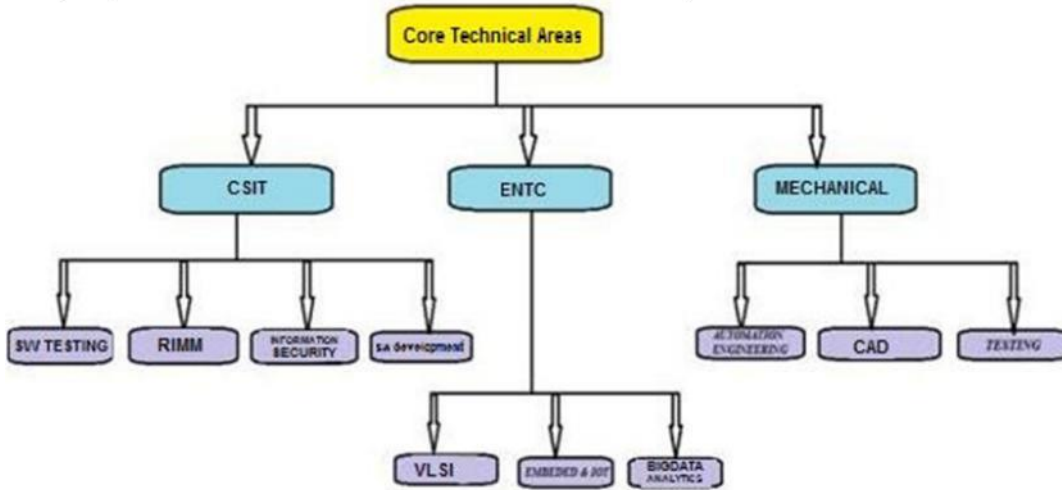 Core Technical Areas
CSIT
ENTC
MECHANICAL
SW TESTING
RIMM
INFORMATION
SECURITY
SA development
AUTOMATION
ENGINEERING
CAD
TESTING
VLSI
EMBEDED & IOT
BIGDATA
ANALYTICS